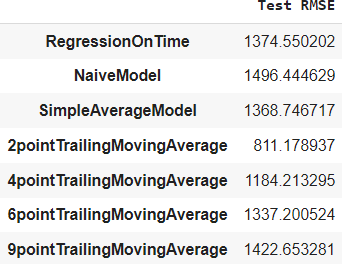 Test RMSE
RegressionOnTime 1374.550202
NaiveModel 1496.444629
SimpleAverageModel 1368.746717
2pointTrailingMovingAverage 811.178937
4pointTrailingMovingAverage 1184.213295
6pointTrailingMovingAverage 1337.200524
9pointTrailingMovingAverage 1422.653281